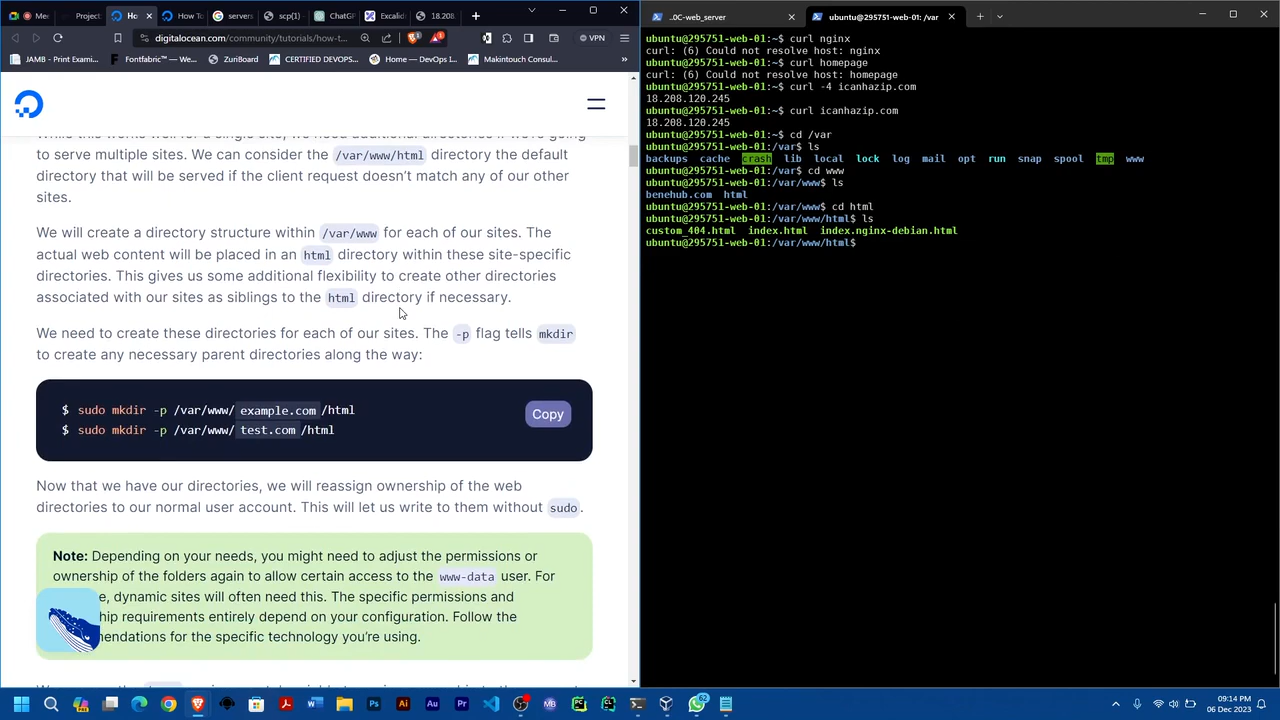 Me
Project:
Ho
How To
servers
scp(1)
ChatGP
Excalid
18.208.
digitalocean.com/community/tutorials/how-t...
VPN
JAMB - Print Exami...
Fontfabric™ — We...
ZuriBoard
CERTIFIED DEVOPS...
Home — DevOps I...
Makintouch Consul...
to serve multiple sites. We can consider the /var/www/html directory the default
directory that will be served if the client request doesn't match any of our other
sites.
We will create a directory structure within /var/www for each of our sites. The
actual web content will be placed in an html directory within these site-specific
directories. This gives us some additional flexibility to create other directories
associated with our sites as siblings to the html directory if necessary.
We need to create these directories for each of our sites. The -p flag tells mkdir
to create any necessary parent directories along the way:
$ sudo mkdir -p /var/www/ example.com /html
$ sudo mkdir -p /var/www/ test.com /html
Copy
Now that we have our directories, we will reassign ownership of the web
directories to our normal user account. This will let us write to them without sudo.
Note: Depending on your needs, you might need to adjust the permissions or
ownership of the folders again to allow certain access to the www-data user. For
e, dynamic sites will often need this. The specific permissions and
hip requirements entirely depend on your configuration. Follow the
mendations for the specific technology you're using.
..0C-web_server
ubuntu@295751-web-01: /var
ubuntu@295751-web-01:~$ curl nginx
curl: (6) Could not resolve host: nginx
ubuntu@295751-web-01:~$ curl homepage
curl: (6) Could not resolve host: homepage
ubuntu@295751-web-01:~$ curl -4 icanhazip.com
18.208.120.245
ubuntu@295751-web-01:~$ curl icanhazip.com
18.208.120.245
ubuntu@295751-web-01:~$ cd /var
ubuntu@295751-web-01:/var$ ls
backups cache crash lib local lock log mail opt run snap spool tmp www
ubuntu@295751-web-01:/var$ cd www
ubuntu@295751-web-01:/var/www$ ls
benehub.com html
ubuntu@295751-web-01:/var/www$ cd html
ubuntu@295751-web-01:/var/www/html$ ls
custom_404.html index.html index.nginx-debian.html
ubuntu@295751-web-01:/var/www/html$
09:14 PM
06 Dec 2023